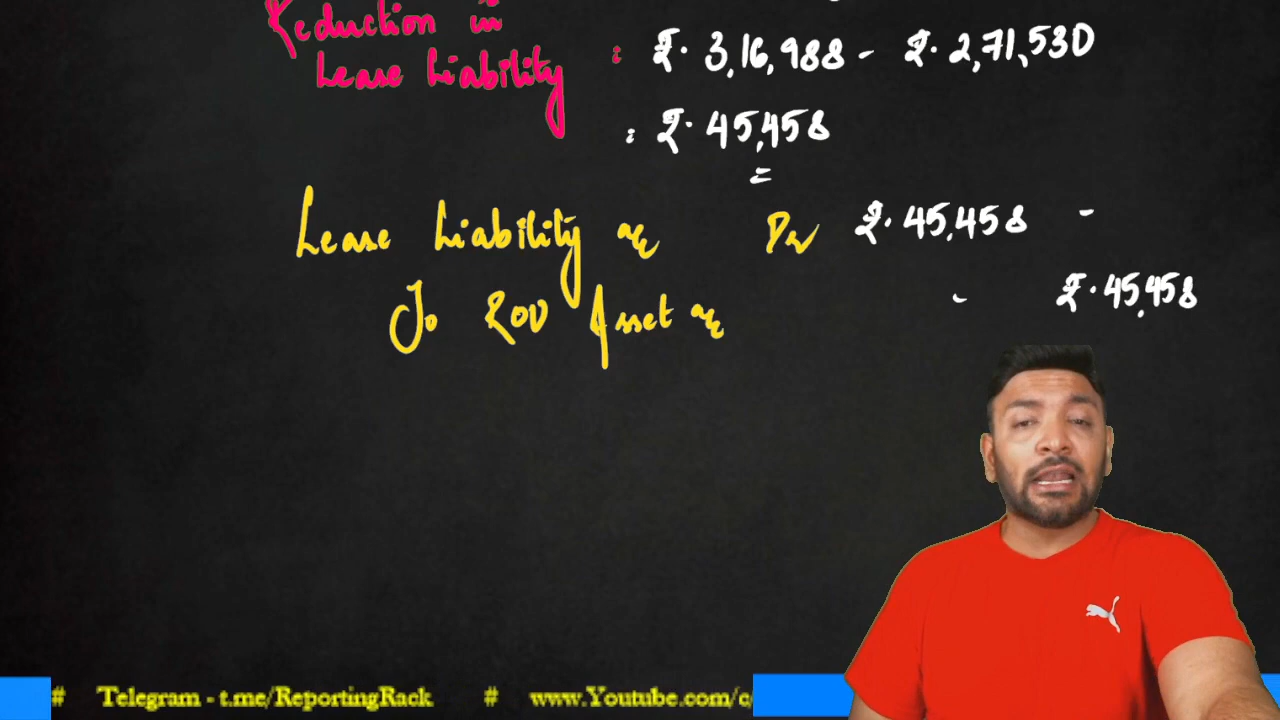 Reduction in
Lease Liability : ₹. 3,16,988 - ₹. 2,71,530
: ₹. 45,458
=
Lease Liability a/c Dr ₹. 45,458 -
To ROU Asset a/c - ₹. 45,458
# Telegram - t.me/ReportingRack # www.Youtube.com/c